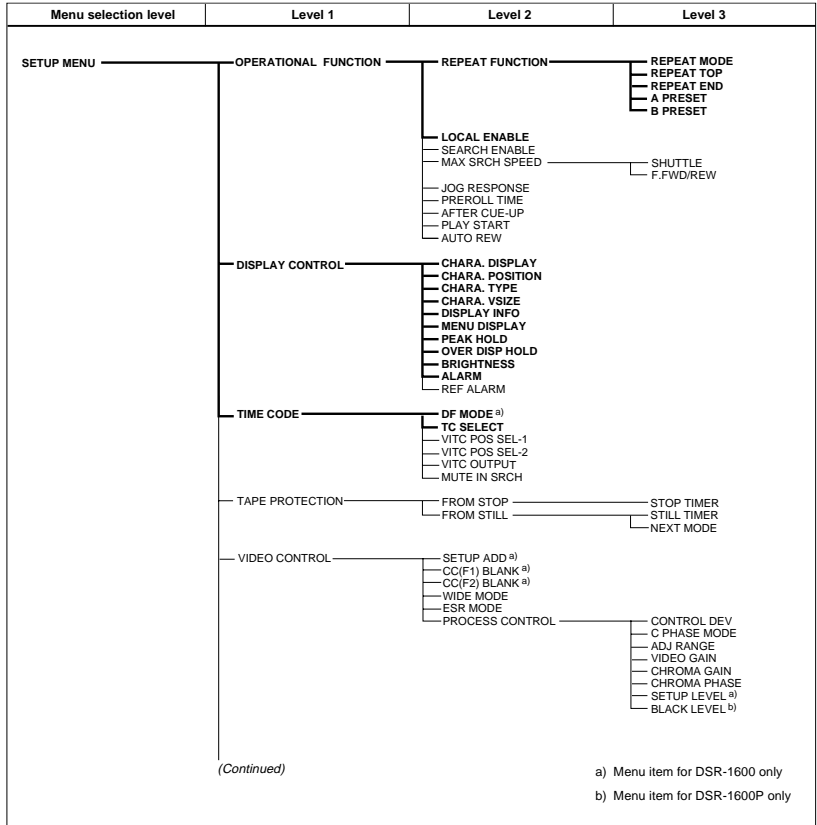 Menu selection level Level 1 Level 2 Level 3
SETUP MENU OPERATIONAL FUNCTION REPEAT FUNCTION REPEAT MODE
REPEAT TOP
REPEAT END
A PRESET
B PRESET
LOCAL ENABLE
SEARCH ENABLE
MAX SRCH SPEED SHUTTLE
F.FWD/REW
JOG RESPONSE
PREROLL TIME
AFTER CUE-UP
PLAY START
AUTO REW
DISPLAY CONTROL CHARA. DISPLAY
CHARA. POSITION
CHARA. TYPE
CHARA. VSIZE
DISPLAY INFO
MENU DISPLAY
PEAK HOLD
OVER DISP HOLD
BRIGHTNESS
ALARM
REF ALARM
TIME CODE DF MODE a)
TC SELECT
VITC POS SEL-1
VITC POS SEL-2
VITC OUTPUT
MUTE IN SRCH
TAPE PROTECTION FROM STOP STOP TIMER
FROM STILL STILL TIMER
NEXT MODE
VIDEO CONTROL SETUP ADD a)
CC(F1) BLANK a)
CC(F2) BLANK a)
WIDE MODE
ESR MODE
PROCESS CONTROL CONTROL DEV
C PHASE MODE
ADJ RANGE
VIDEO GAIN
CHROMA GAIN
CHROMA PHASE
SETUP LEVEL a)
BLACK LEVEL b)
(Continued)
a) Menu item for DSR-1600 only
b) Menu item for DSR-1600P only